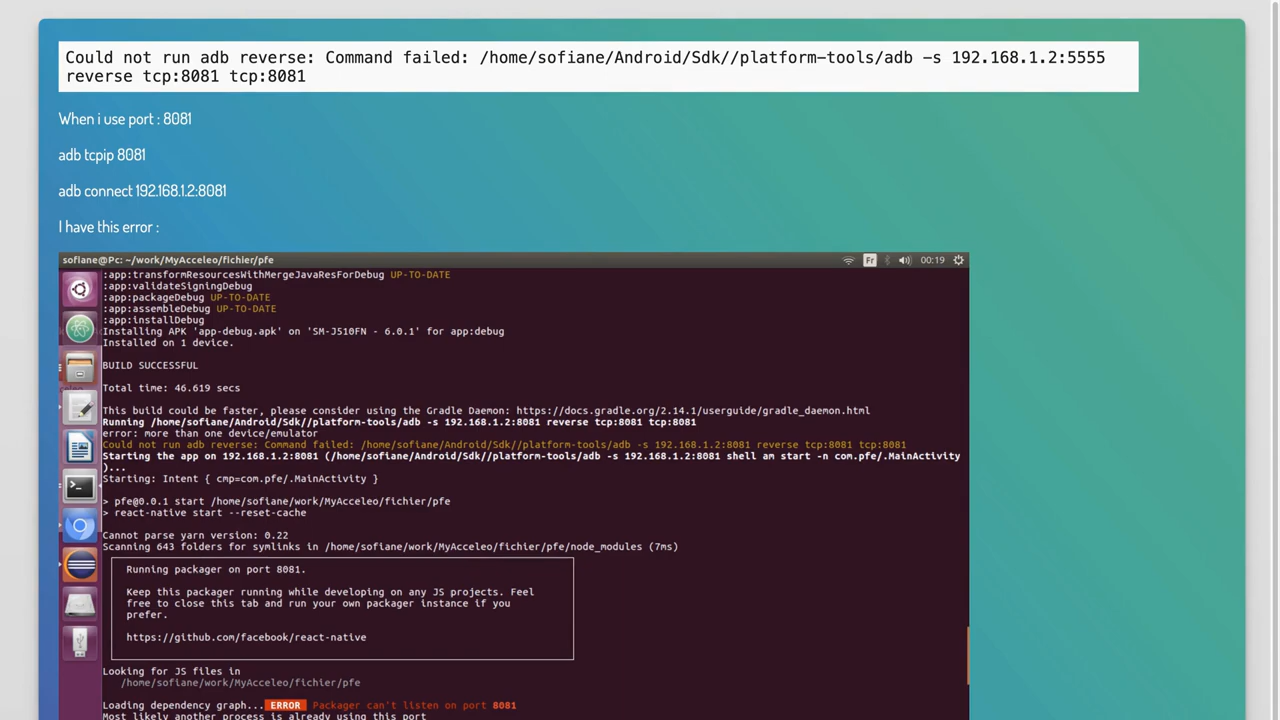 Could not run adb reverse: Command failed: /home/sofiane/Android/Sdk//platform-tools/adb -s 192.168.1.2:5555
reverse tcp:8081 tcp:8081
When i use port : 8081
adb tcpip 8081
adb connect 192.168.1.2:8081
I have this error :
sofiane@Pc: ~/work/MyAcceleo/fichier/pfe
Fr
00:19
:app:transformResourcesWithMergeJavaResForDebug UP-TO-DATE
:app:validateSigningDebug
:app:packageDebug UP-TO-DATE
:app:assembleDebug UP-TO-DATE
:app:installDebug
Installing APK 'app-debug.apk' on 'SM-J510FN - 6.0.1' for app:debug
Installed on 1 device.
BUILD SUCCESSFUL
Total time: 46.619 secs
This build could be faster, please consider using the Gradle Daemon: https://docs.gradle.org/2.14.1/userguide/gradle_daemon.html
Running /home/sofiane/Android/Sdk//platform-tools/adb -s 192.168.1.2:8081 reverse tcp:8081 tcp:8081
error: more than one device/emulator
Could not run adb reverse: Command failed: /home/sofiane/Android/Sdk//platform-tools/adb -s 192.168.1.2:8081 reverse tcp:8081 tcp:8081
Starting the app on 192.168.1.2:8081 (/home/sofiane/Android/Sdk//platform-tools/adb -s 192.168.1.2:8081 shell am start -n com.pfe/.MainActivity
)...
Starting: Intent { cmp=com.pfe/.MainActivity }
> pfe@0.0.1 start /home/sofiane/work/MyAcceleo/fichier/pfe
> react-native start --reset-cache
Cannot parse yarn version: 0.22
Scanning 643 folders for symlinks in /home/sofiane/work/MyAcceleo/fichier/pfe/node_modules (7ms)
Running packager on port 8081.
Keep this packager running while developing on any JS projects. Feel
free to close this tab and run your own packager instance if you
prefer.
https://github.com/facebook/react-native
Looking for JS files in
/home/sofiane/work/MyAcceleo/fichier/pfe
Loading dependency graph... ERROR Packager can't listen on port 8081
Most likely another process is already using this port